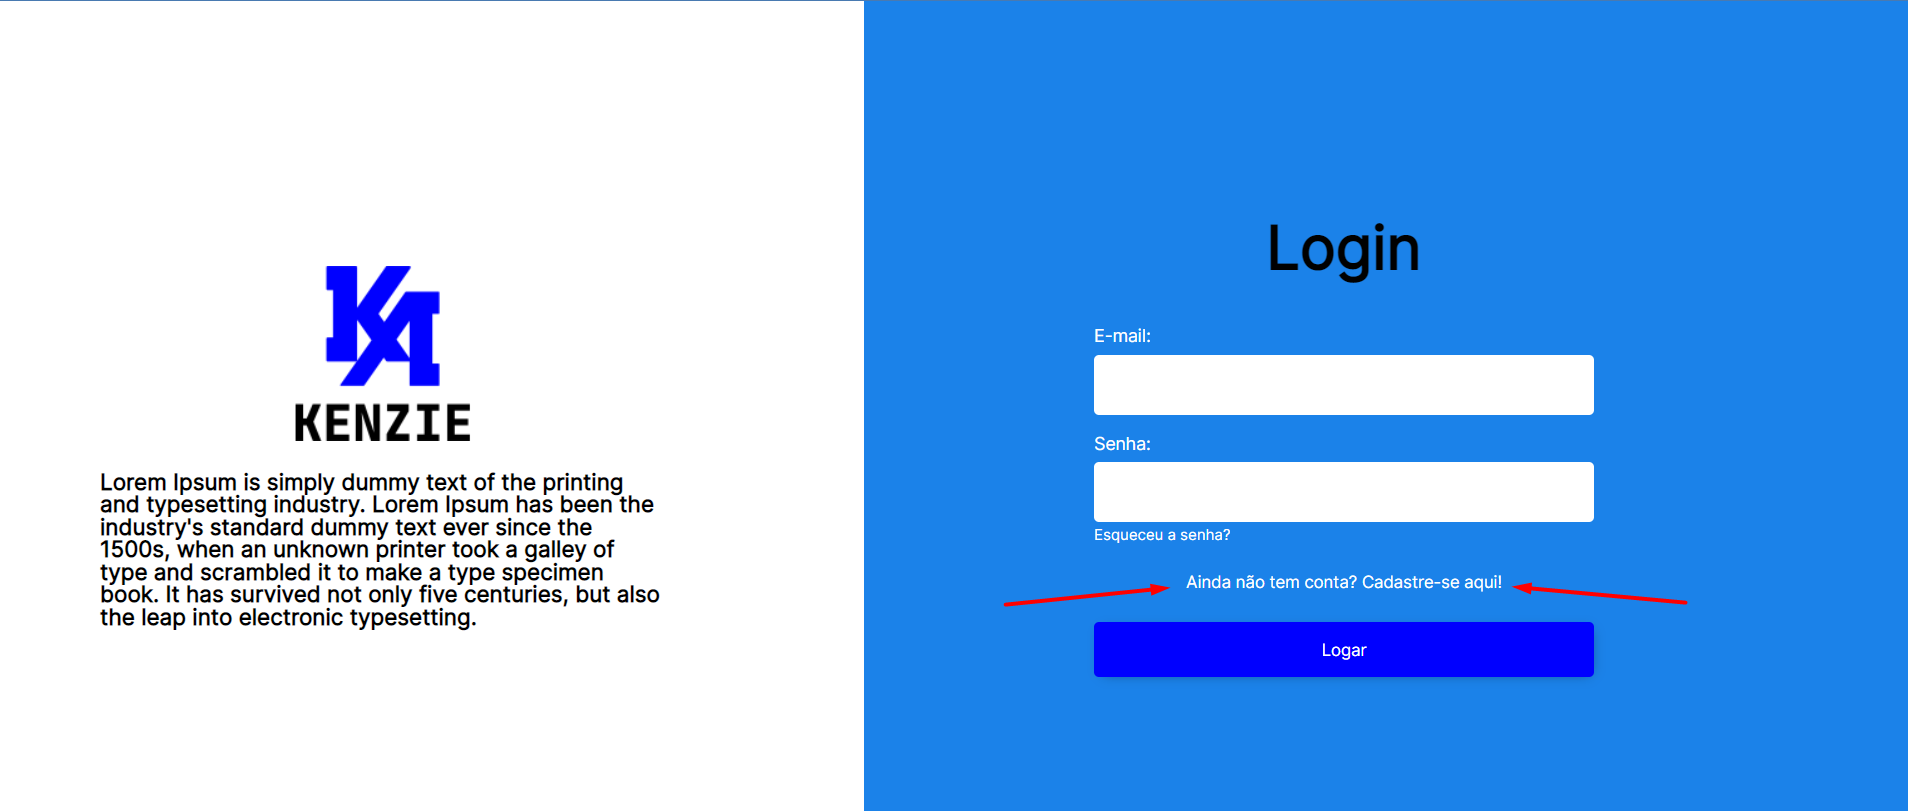 KA
KENZIE
Lorem Ipsum is simply dummy text of the printing
and typesetting industry. Lorem Ipsum has been the
industry's standard dummy text ever since the
1500s, when an unknown printer took a galley of
type and scrambled it to make a type specimen
book. It has survived not only five centuries, but also
the leap into electronic typesetting.
Login
E-mail:
Senha:
Esqueceu a senha?
Ainda não tem conta? Cadastre-se aqui!
Logar